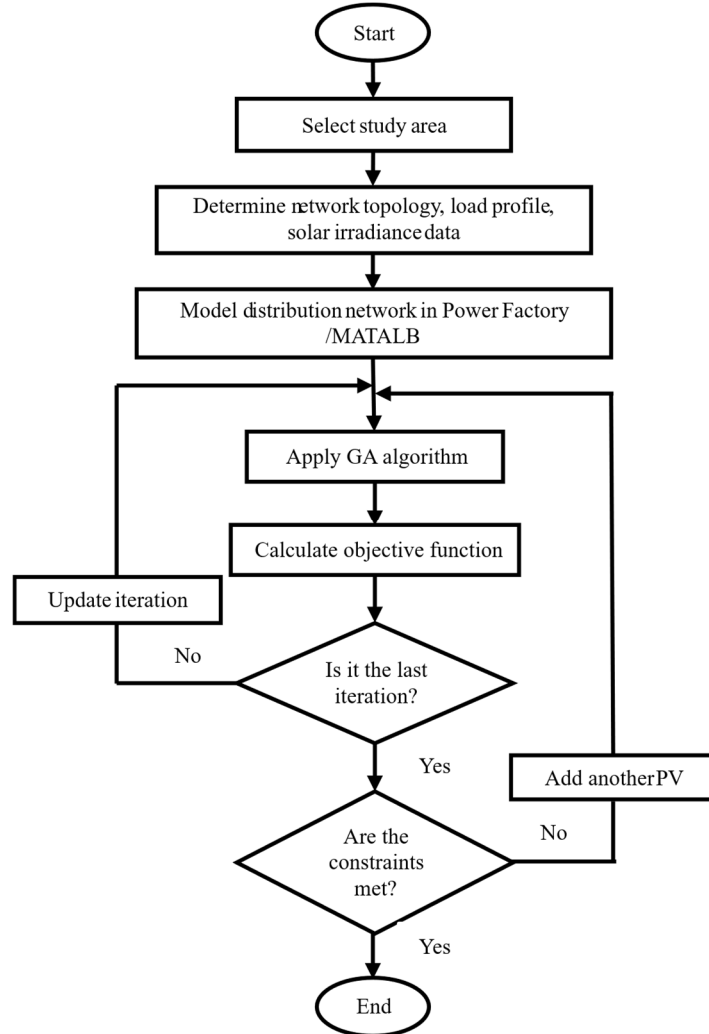 Start
Select study area
Determine network topology, load profile,
solar irradiance data
Model distribution network in Power Factory
/MATALB
Apply GA algorithm
Calculate objective function
Update iteration
No
Is it the last
iteration?
Yes
Add another PV
No
Are the
constraints
met?
Yes
End